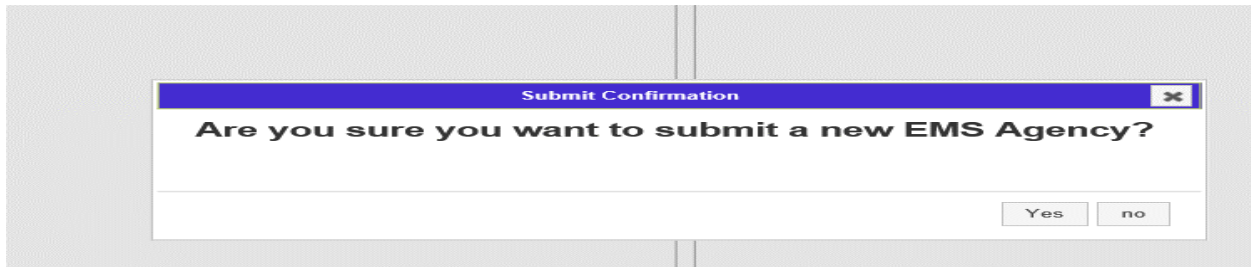 Submit Confirmation
Are you sure you want to submit a new EMS Agency?
Yes no